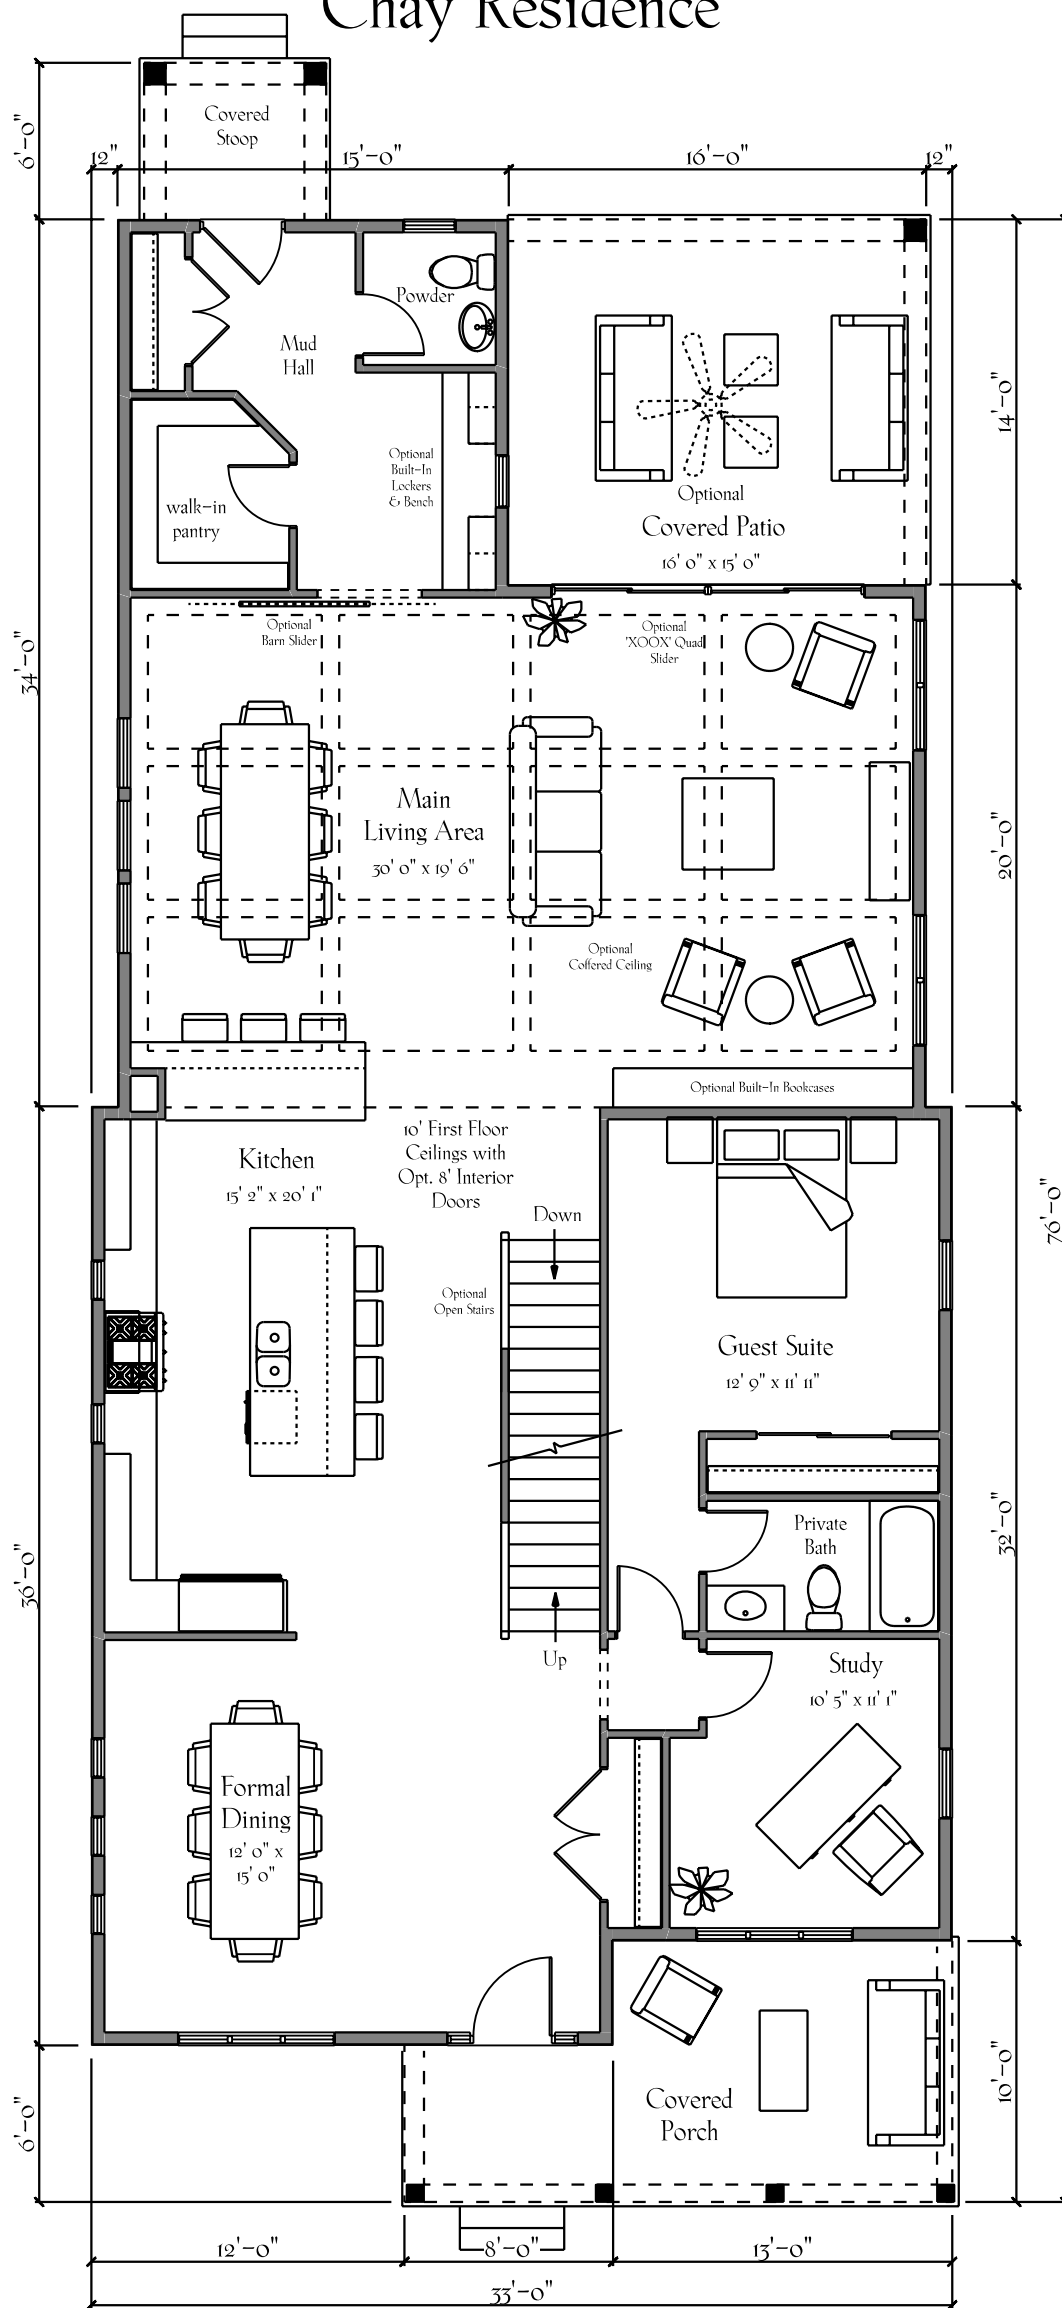 Chay Residence
Covered
Stoop
6'-0"
12"
15'-0"
16'-0"
12"
Powder
Mud
Hall
14'-0"
Optional
Built-In
Lockers
& Bench
walk-in
pantry
Optional
Covered Patio
16' 0" x 15' 0"
Optional
Barn Slider
Optional
'XOOX' Quad
Slider
34'-0"
Main
Living Area
30' 0" x 19' 6"
20'-0"
Optional
Coffered Ceiling
Optional Built-In Bookcases
Kitchen
15' 2" x 20' 1"
10' First Floor
Ceilings with
Opt. 8' Interior
Doors
76'-0"
Down
Optional
Open Stairs
Guest Suite
12' 9" x 11' 11"
Private
Bath
32'-0"
36'-0"
Up
Study
10' 5" x 11' 1"
Formal
Dining
12' 0" x
15' 0"
Covered
Porch
10'-0"
6'-0"
12'-0"
8'-0"
13'-0"
33'-0"